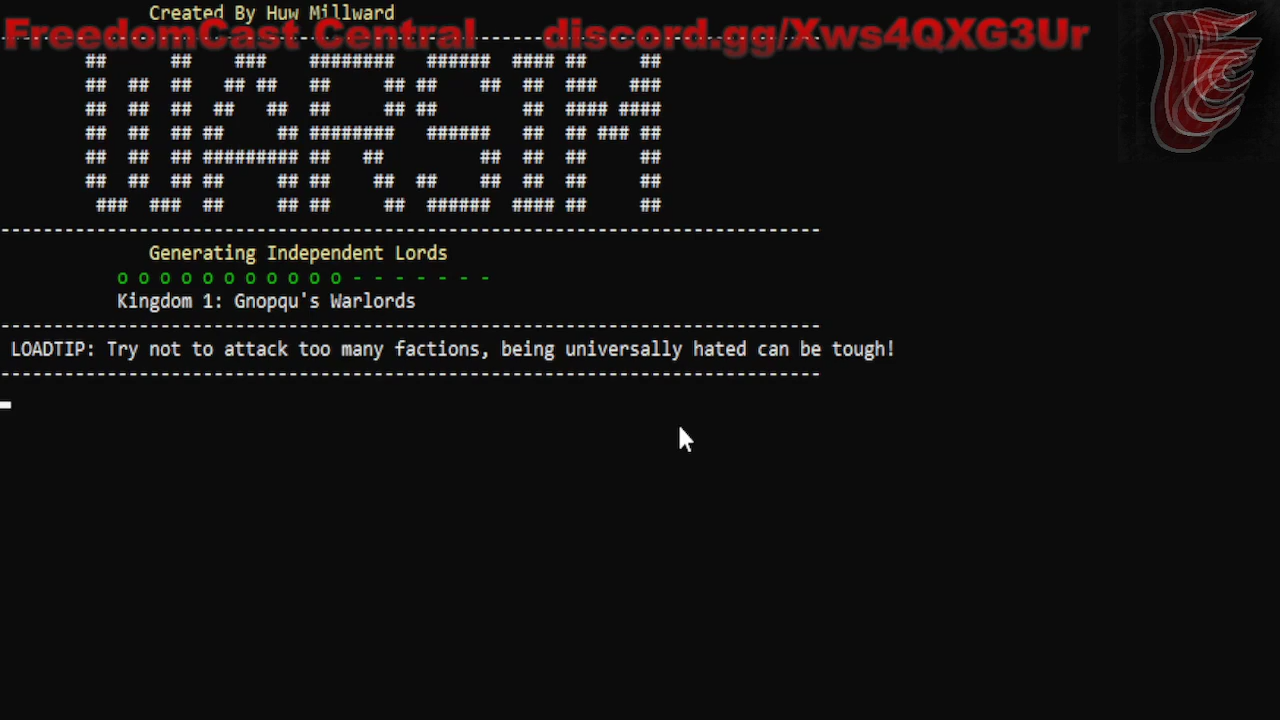 Created By Huw Millward
FreedomCast Central discord.gg/Xws4QXG3Ur
WARSIM
Generating Independent Lords
o o o o o o o o o o o - - - - - - -
Kingdom 1: Gnopqu's Warlords
LOADTIP: Try not to attack too many factions, being universally hated can be tough!